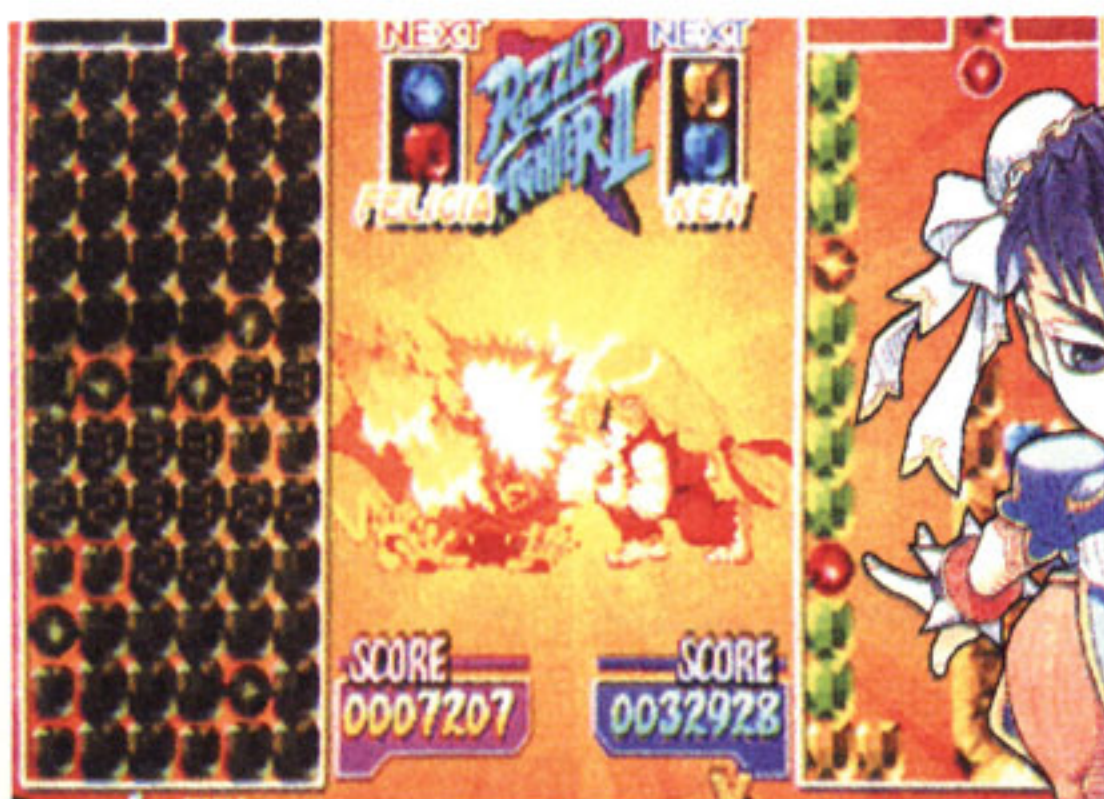 NEXT
NEXT
PUZZLE
FIGHTER II
FELICIA
KEN
SCORE
SCORE
0007207
0032928